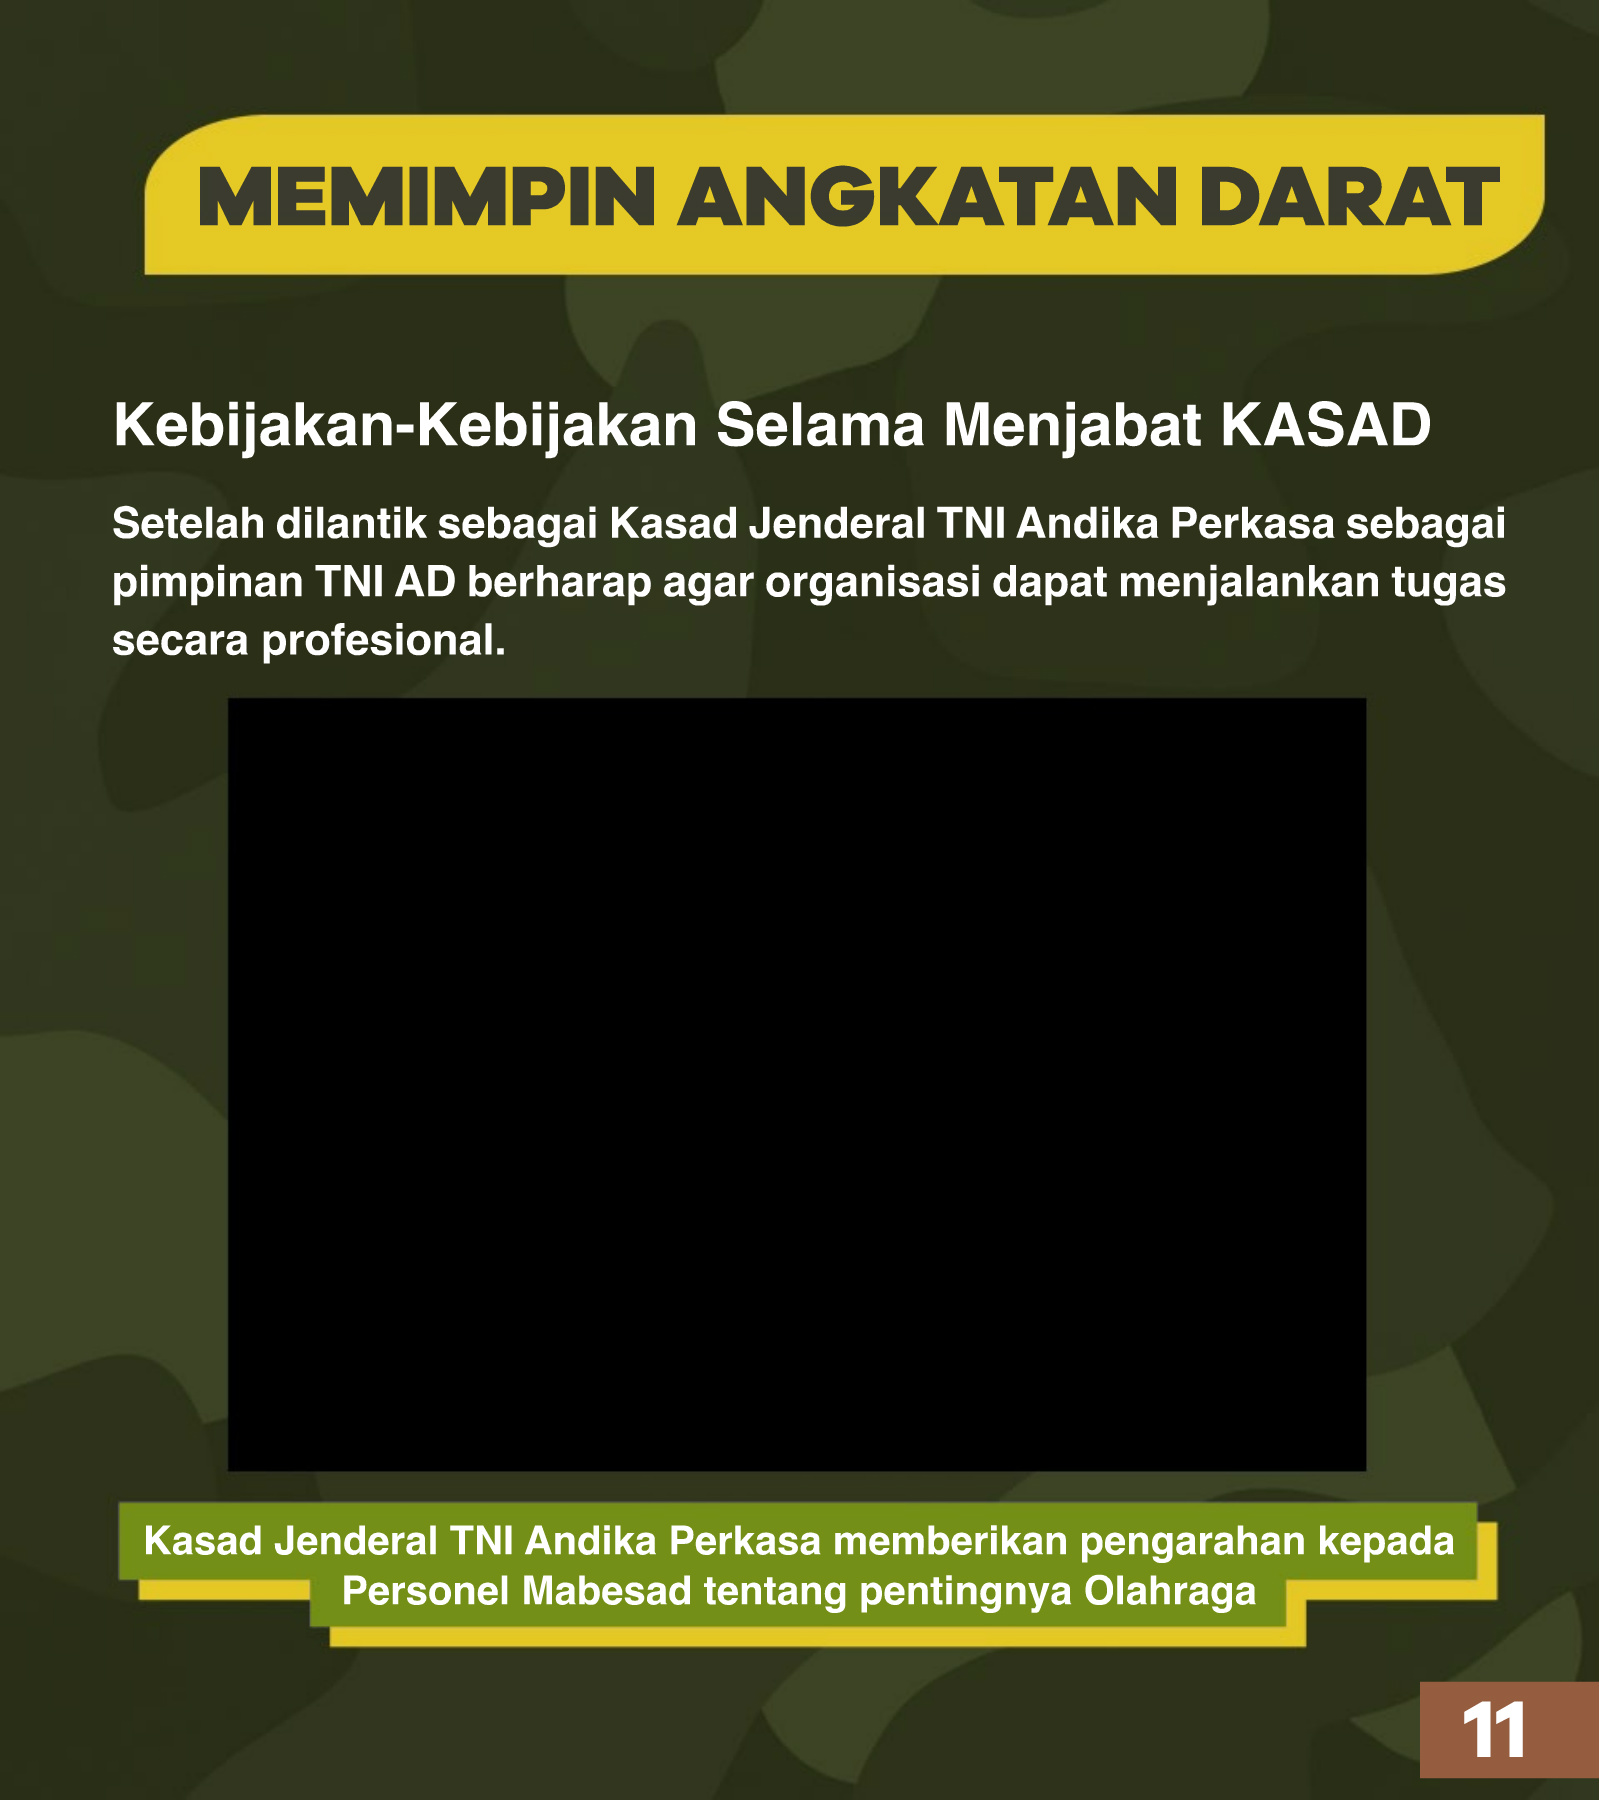 MEMIMPIN ANGKATAN DARAT
Kebijakan-Kebijakan Selama Menjabat KASAD
Setelah dilantik sebagai Kasad Jenderal TNI Andika Perkasa sebagai
pimpinan TNI AD berharap agar organisasi dapat menjalankan tugas
secara profesional.
Kasad Jenderal TNI Andika Perkasa memberikan pengarahan kepada
Personel Mabesad tentang pentingnya Olahraga
11